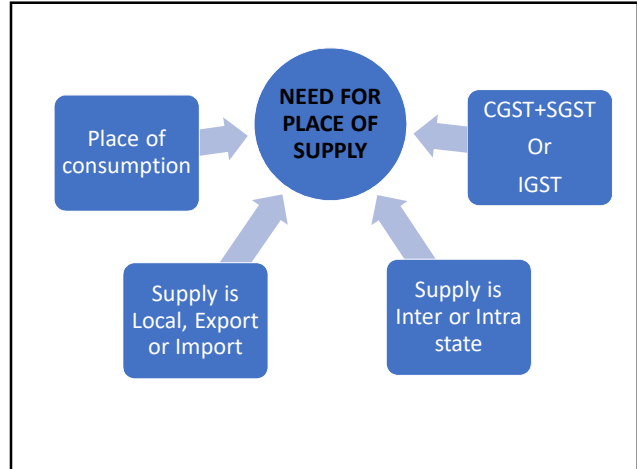 NEED FOR
PLACE OF
SUPPLY
Place of
consumption
CGST+SGST
Or
IGST
Supply is
Local, Export
or Import
Supply is
Inter or Intra
state